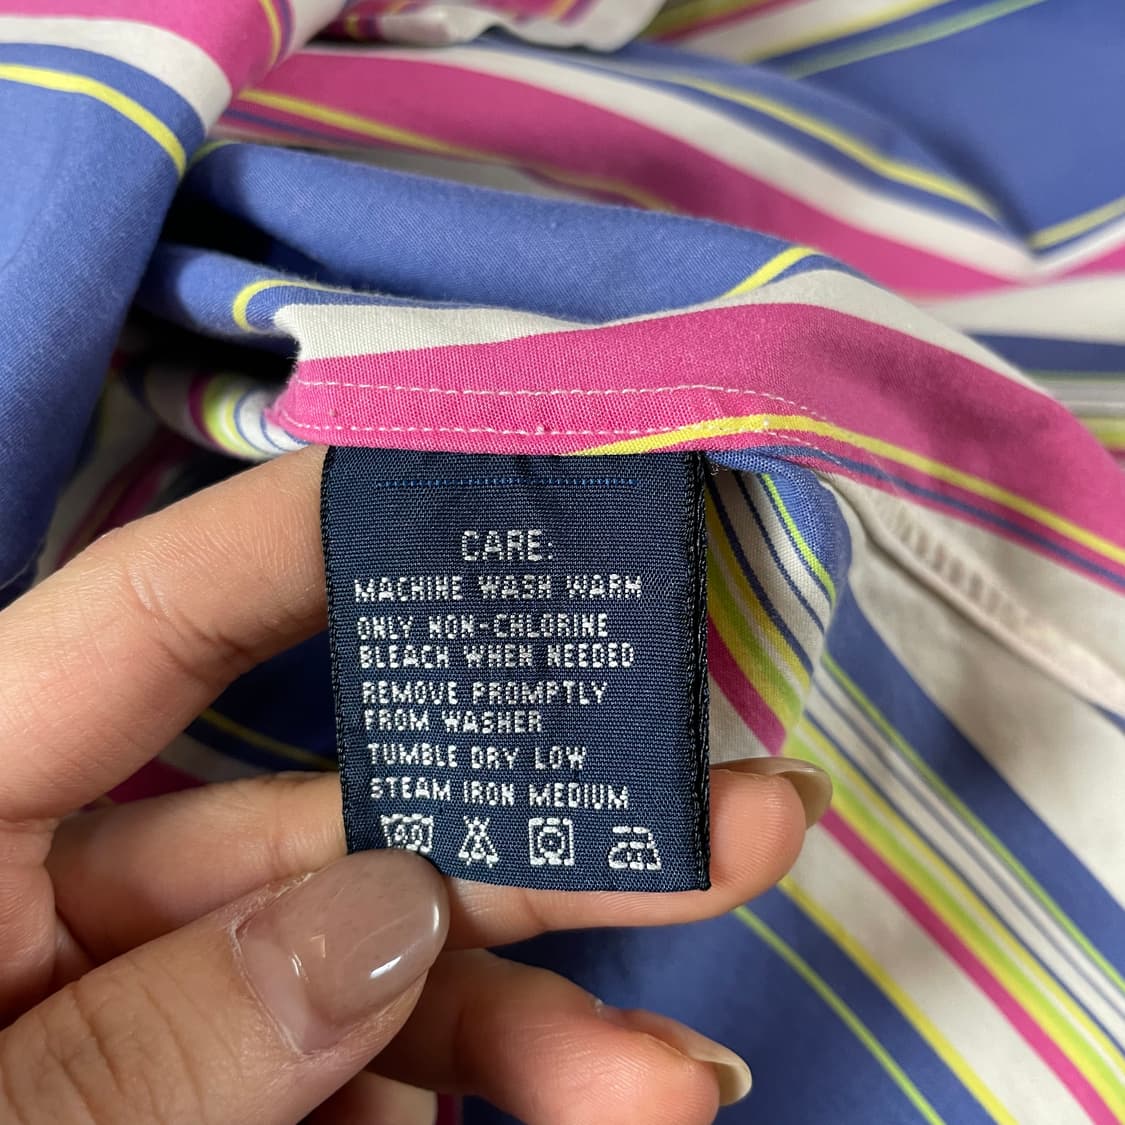 CARE:
MACHINE WASH WARM
ONLY NON-CHLORINE
BLEACH WHEN NEEDED
REMOVE PROMPTLY
FROM WASHER
TUMBLE DRY LOW
STEAM IRON MEDIUM
40